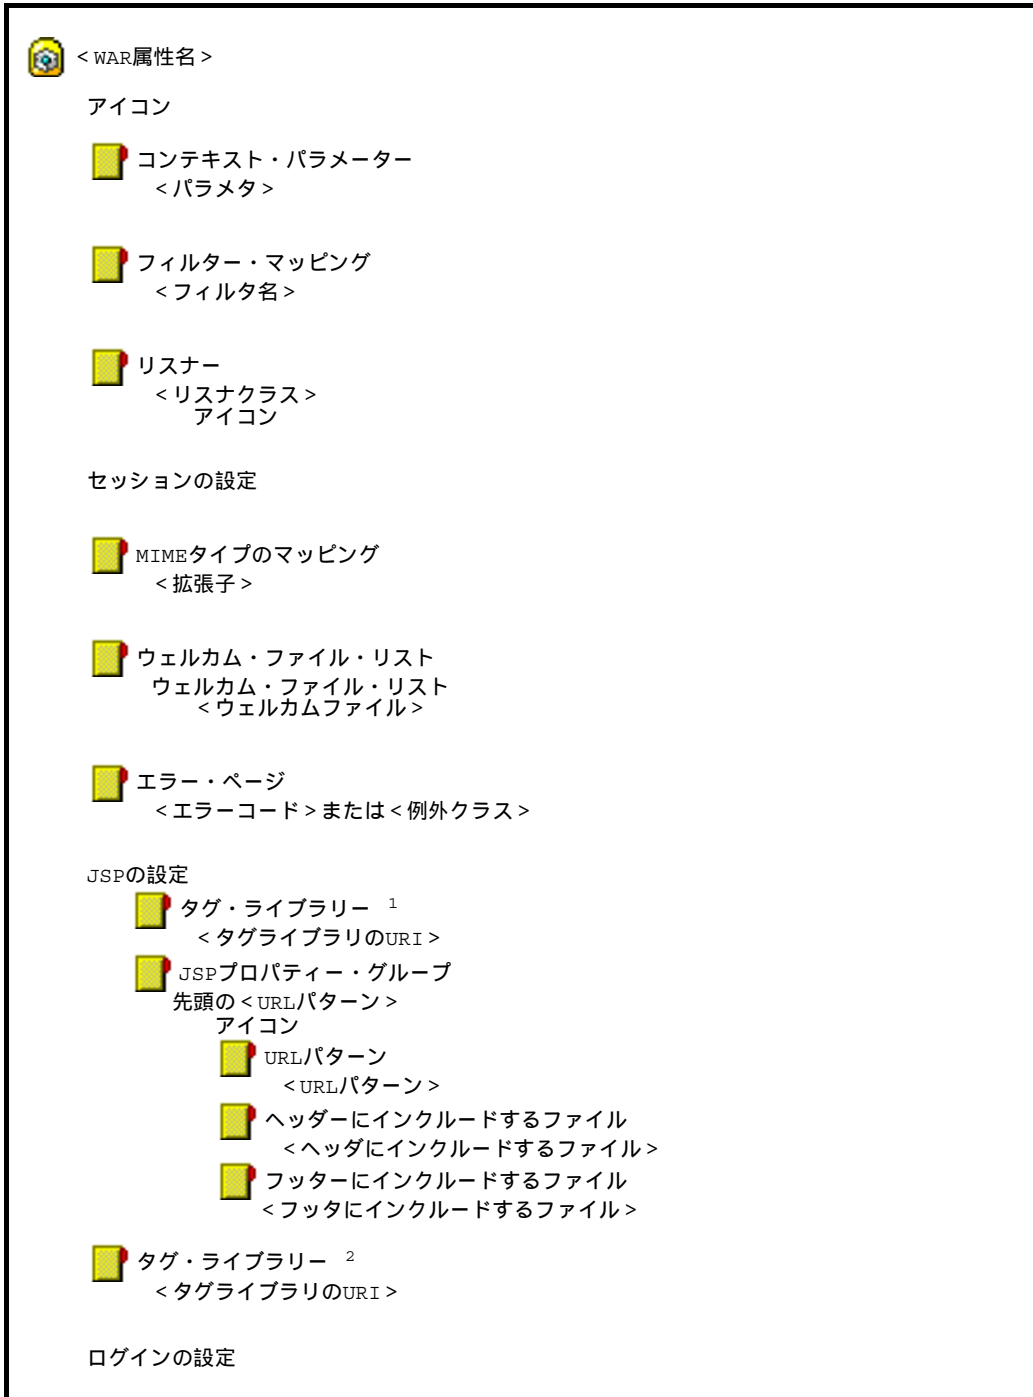 ＜WAR属性名＞
アイコン
コンテキスト・パラメーター
＜パラメタ＞
フィルター・マッピング
＜フィルタ名＞
リスナー
＜リスナクラス＞
アイコン
セッションの設定
MIMEタイプのマッピング
＜拡張子＞
ウェルカム・ファイル・リスト
ウェルカム・ファイル・リスト
＜ウェルカムファイル＞
エラー・ページ
＜エラーコード＞または＜例外クラス＞
JSPの設定
タグ・ライブラリー 1
＜タグライブラリのURI＞
JSPプロパティー・グループ
先頭の＜URLパターン＞
アイコン
URLパターン
＜URLパターン＞
ヘッダーにインクルードするファイル
＜ヘッダにインクルードするファイル＞
フッターにインクルードするファイル
＜フッタにインクルードするファイル＞
タグ・ライブラリー 2
＜タグライブラリのURI＞
ログインの設定